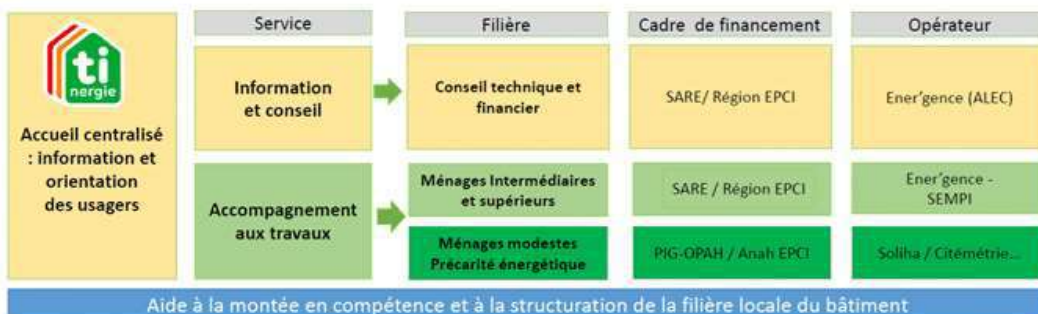 Service
Filière
Cadre de financement
Opérateur
ti
nergie
Accueil centralisé
: information et
orientation
des usagers
Information
et conseil
Conseil technique et
financier
SARE/ Région EPCI
Ener'gence (ALEC)
Accompagnement
aux travaux
Ménages Intermédiaires
et supérieurs
SARE / Région EPCI
Ener'gence -
SEMPI
Ménages modestes
Précarité énergétique
PIG-OPAH / Anah EPCI
Soliha / Citémétrie...
Aide à la montée en compétence et à la structuration de la filière locale du bâtiment